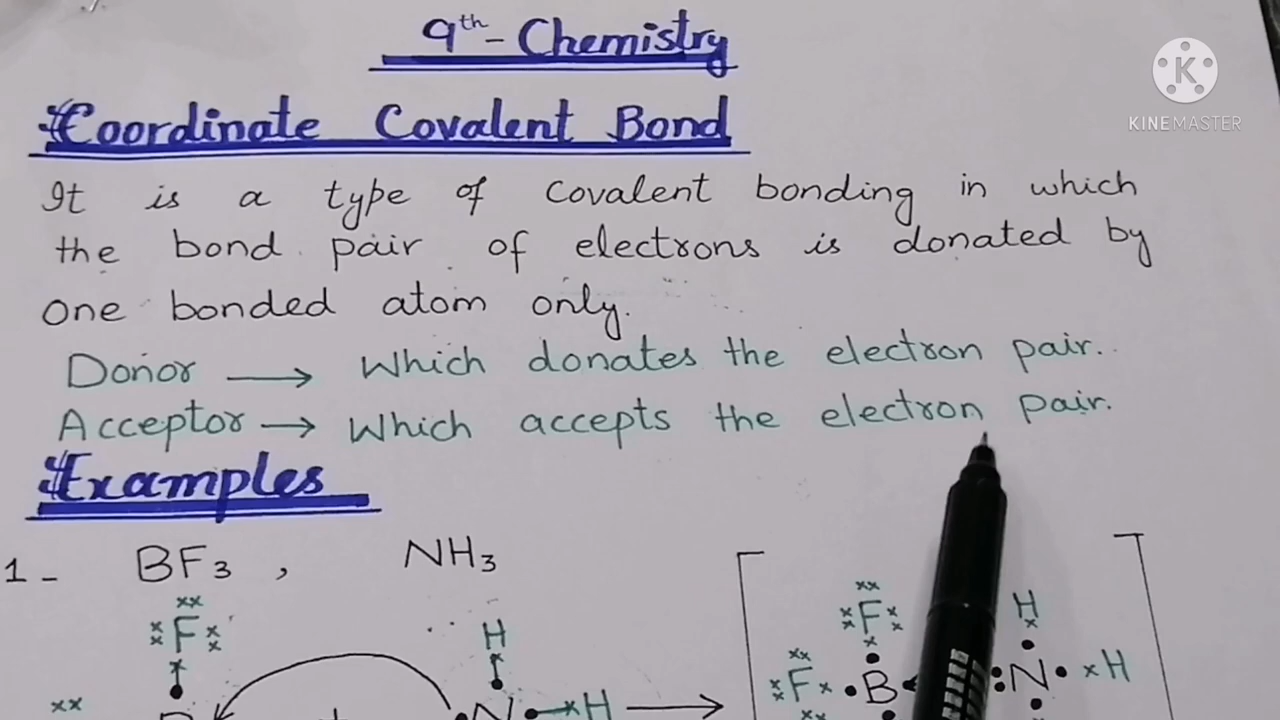 9th - Chemistry
Coordinate Covalent Bond
It is a type of covalent bonding in which
the bond pair of electrons is donated by
one bonded atom only.
Donor → Which donates the electron pair.
Acceptor → Which accepts the electron pair.
Examples
1 - BF3 , NH3
F H F H
F B N H
N H
K
KINEMASTER